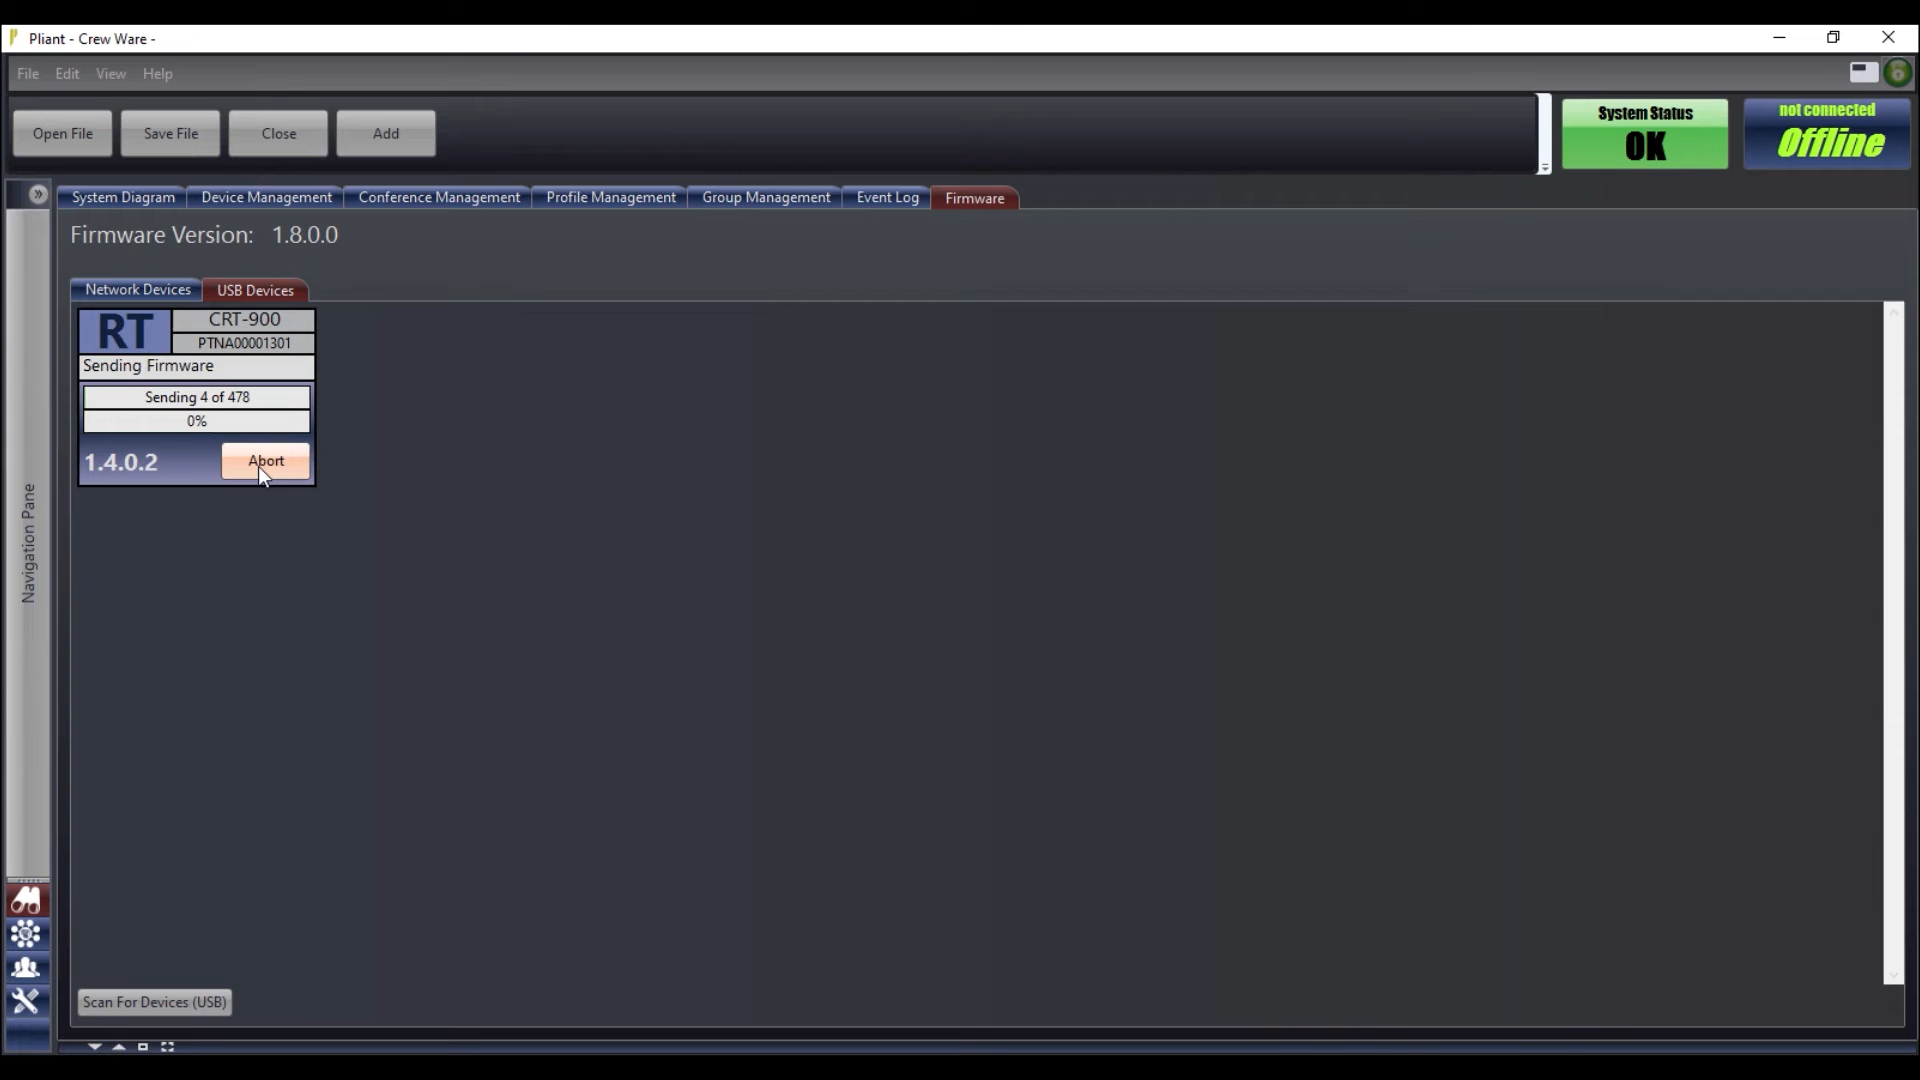 Pliant - Crew Ware -
File Edit View Help
Open File Save File Close Add
System Status
OK
not connected
Offline
System Diagram Device Management Conference Management Profile Management Group Management Event Log Firmware
Firmware Version: 1.8.0.0
Network Devices USB Devices
RT
CRT-900
PTNA00001301
Sending Firmware
Sending 4 of 478
0%
1.4.0.2 Abort
Navigation Pane
Scan For Devices (USB)